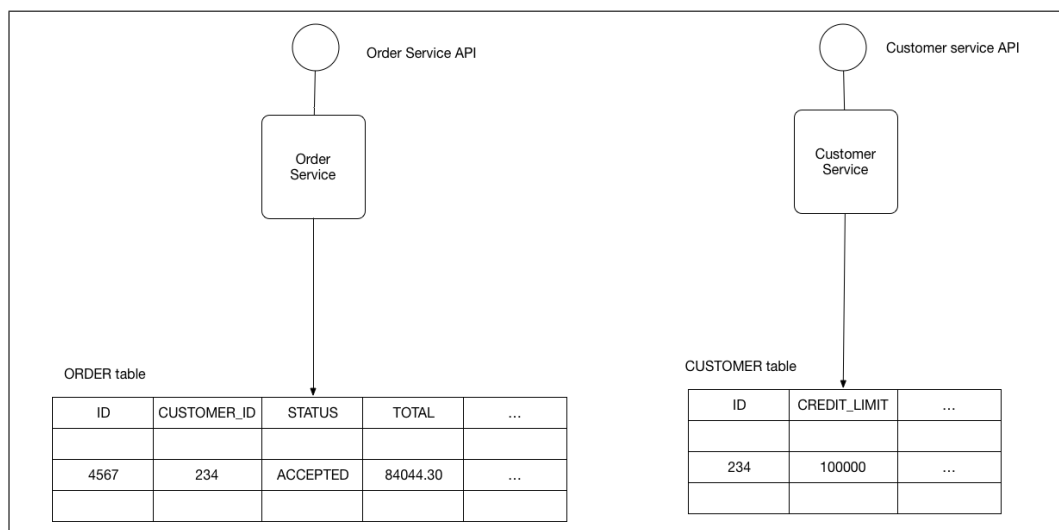 Order Service API
Customer service API
Order
Service
Customer
Service
ORDER table
ID CUSTOMER_ID STATUS TOTAL ...
4567 234 ACCEPTED 84044.30 ...
CUSTOMER table
ID CREDIT_LIMIT ...
234 100000 ...